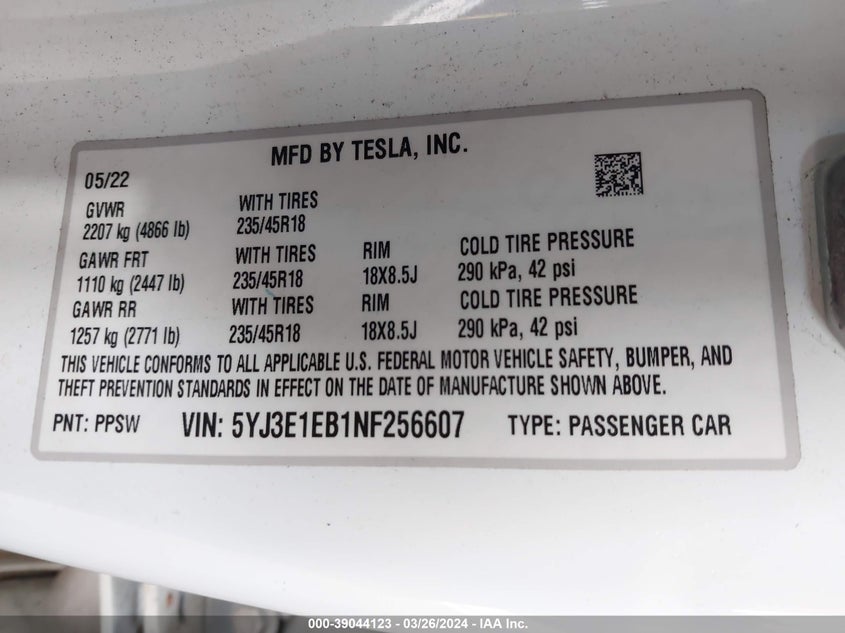 MFD BY TESLA, INC.
05/22
GVWR WITH TIRES
2207 kg (4866 lb) 235/45R18
GAWR FRT WITH TIRES RIM COLD TIRE PRESSURE
1110 kg (2447 lb) 235/45R18 18X8.5J 290 kPa, 42 psi
GAWR RR WITH TIRES RIM COLD TIRE PRESSURE
1257 kg (2771 lb) 235/45R18 18X8.5J 290 kPa, 42 psi
THIS VEHICLE CONFORMS TO ALL APPLICABLE U.S. FEDERAL MOTOR VEHICLE SAFETY, BUMPER, AND
THEFT PREVENTION STANDARDS IN EFFECT ON THE DATE OF MANUFACTURE SHOWN ABOVE.
PNT: PPSW VIN: 5YJ3E1EB1NF256607 TYPE: PASSENGER CAR
000-39044123 - 03/26/2024 - IAA Inc.